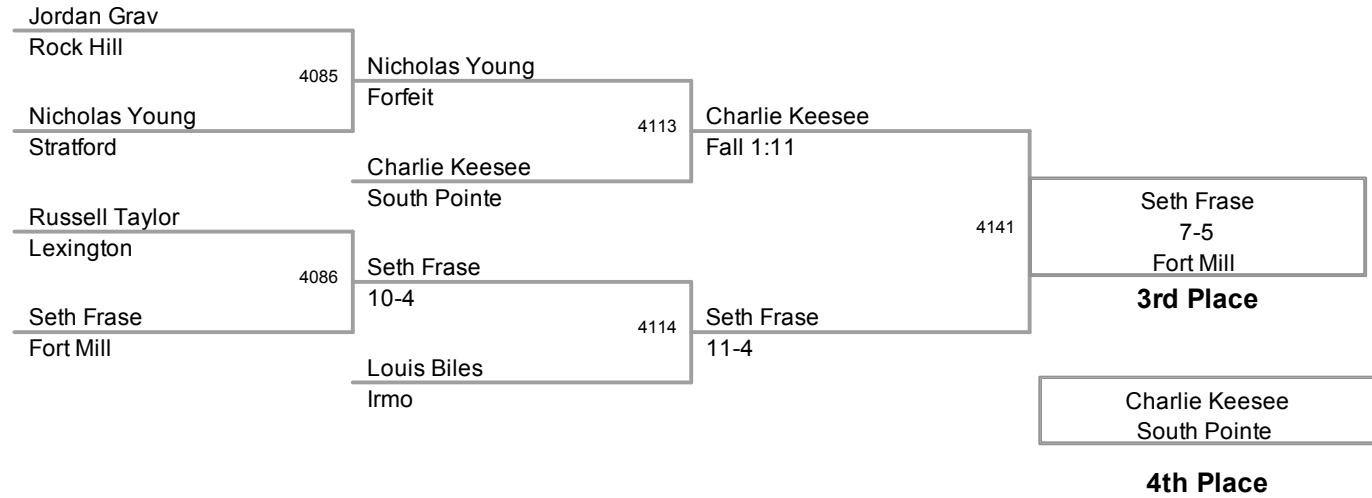 Jordan Grav
Rock Hill
4085
Nicholas Young
Forfeit
Nicholas Young
Stratford
4113
Charlie Keesee
Fall 1:11
Charlie Keesee
South Pointe
Russell Taylor
Lexington
4141
Seth Frase
7-5
Fort Mill
3rd Place
4086
Seth Frase
10-4
Seth Frase
Fort Mill
4114
Seth Frase
11-4
Louis Biles
Irmo
Charlie Keesee
South Pointe
4th Place